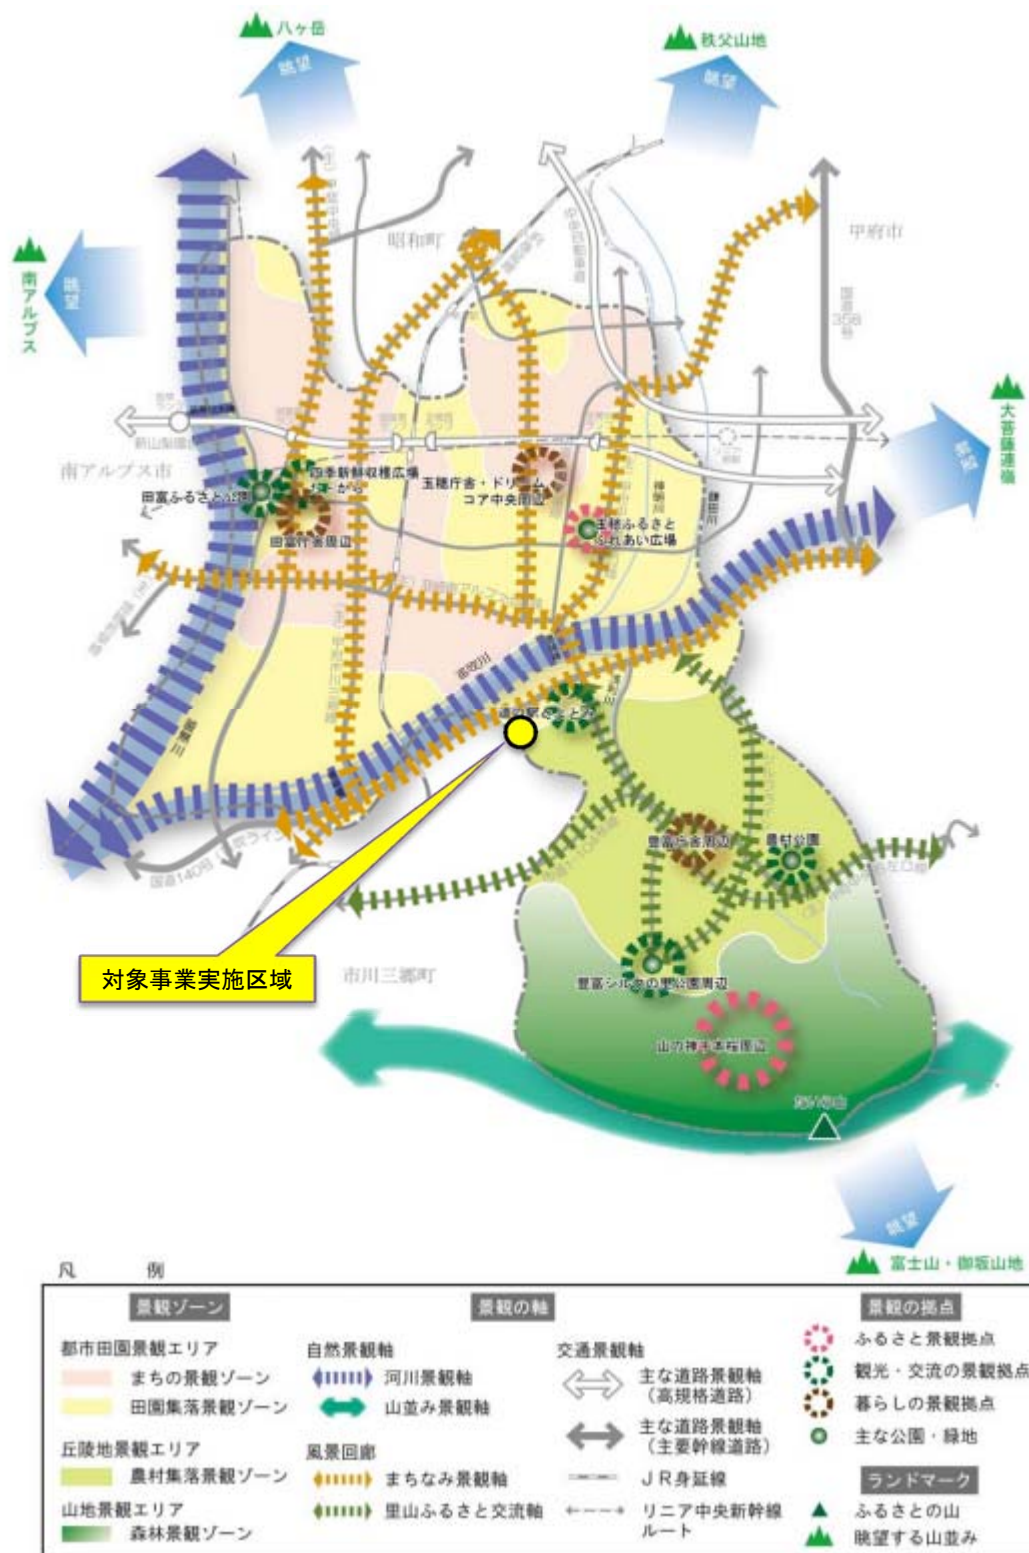 八ヶ岳
眺望
秩父山地
眺望
南アルプス
眺望
昭和町
甲府市
国道358号
大菩薩連嶺
眺望
南アルプス市
田富ふるさと公園
四季新鮮収穫広場
玉穂庁舎・ドリーム
コア中央周辺
田富庁舎周辺
玉穂ふるさと
ふれあい広場
鎌田川
笛吹川
豊富庁舎周辺
農村公園
国道140号
対象事業実施区域
市川三郷町
豊富シルクの里公園周辺
山の神千本桜周辺
たいら山
眺望
富士山・御坂山地
凡例
景観ゾーン
都市田園景観エリア
まちの景観ゾーン
田園集落景観ゾーン
丘陵地景観エリア
農村集落景観ゾーン
山地景観エリア
森林景観ゾーン
景観の軸
自然景観軸
河川景観軸
山並み景観軸
風景回廊
まちなみ景観軸
里山ふるさと交流軸
交通景観軸
主な道路景観軸
(高規格道路)
主な道路景観軸
(主要幹線道路)
JR身延線
リニア中央新幹線
ルート
景観の拠点
ふるさと景観拠点
観光・交流の景観拠点
暮らしの景観拠点
主な公園・緑地
ランドマーク
ふるさとの山
眺望する山並み